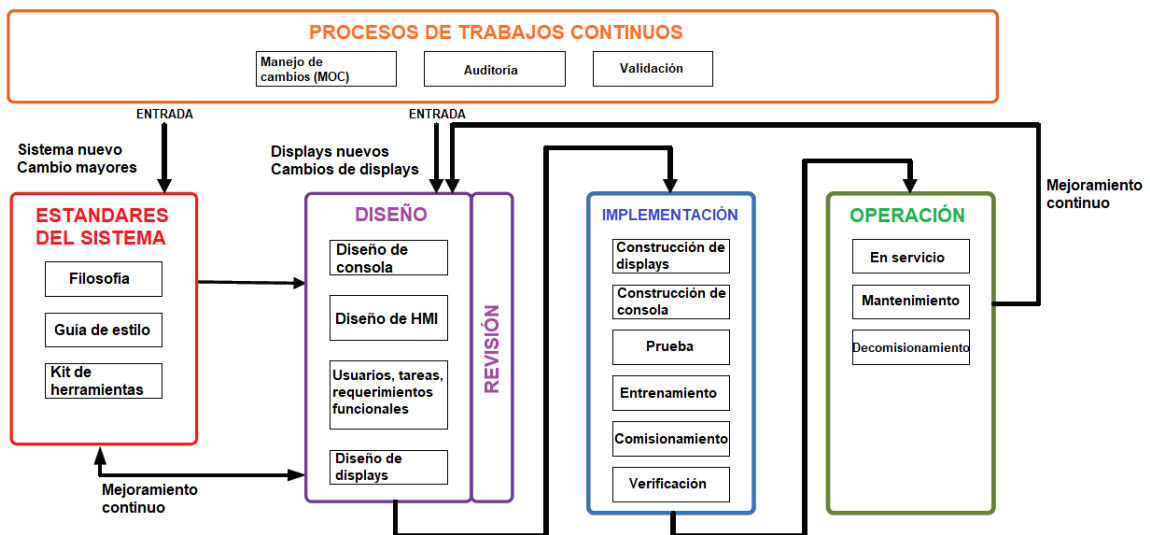 PROCESOS DE TRABAJOS CONTINUOS
Manejo de
cambios (MOC)
Auditoría
Validación
ENTRADA
ENTRADA
Sistema nuevo
Cambio mayores
Displays nuevos
Cambios de displays
Mejoramiento
continuo
ESTANDARES
DEL SISTEMA
Filosofía
Guía de estilo
Kit de
herramientas
Mejoramiento
continuo
DISEÑO
Diseño de
consola
Diseño de HMI
Usuarios, tareas,
requerimientos
funcionales
Diseño de
displays
REVISIÓN
IMPLEMENTACIÓN
Construcción de
displays
Construcción de
consola
Prueba
Entrenamiento
Comisionamiento
Verificación
OPERACIÓN
En servicio
Mantenimiento
Decomisionamiento